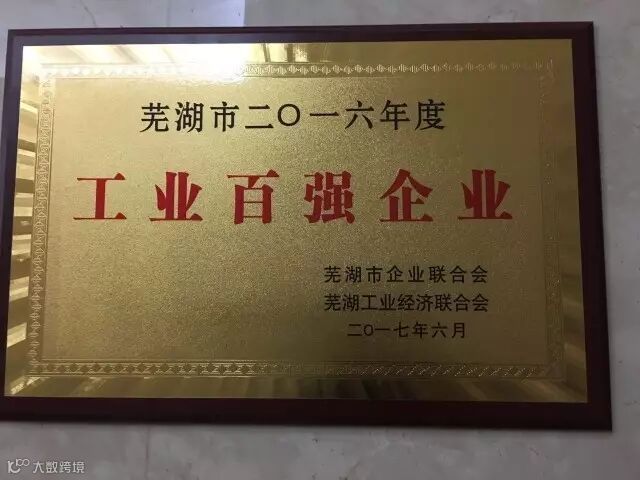 芜湖市二〇一六年度
工业百强企业
芜湖市企业联合会
芜湖工业经济联合会
二〇一七年六月
大数跨境